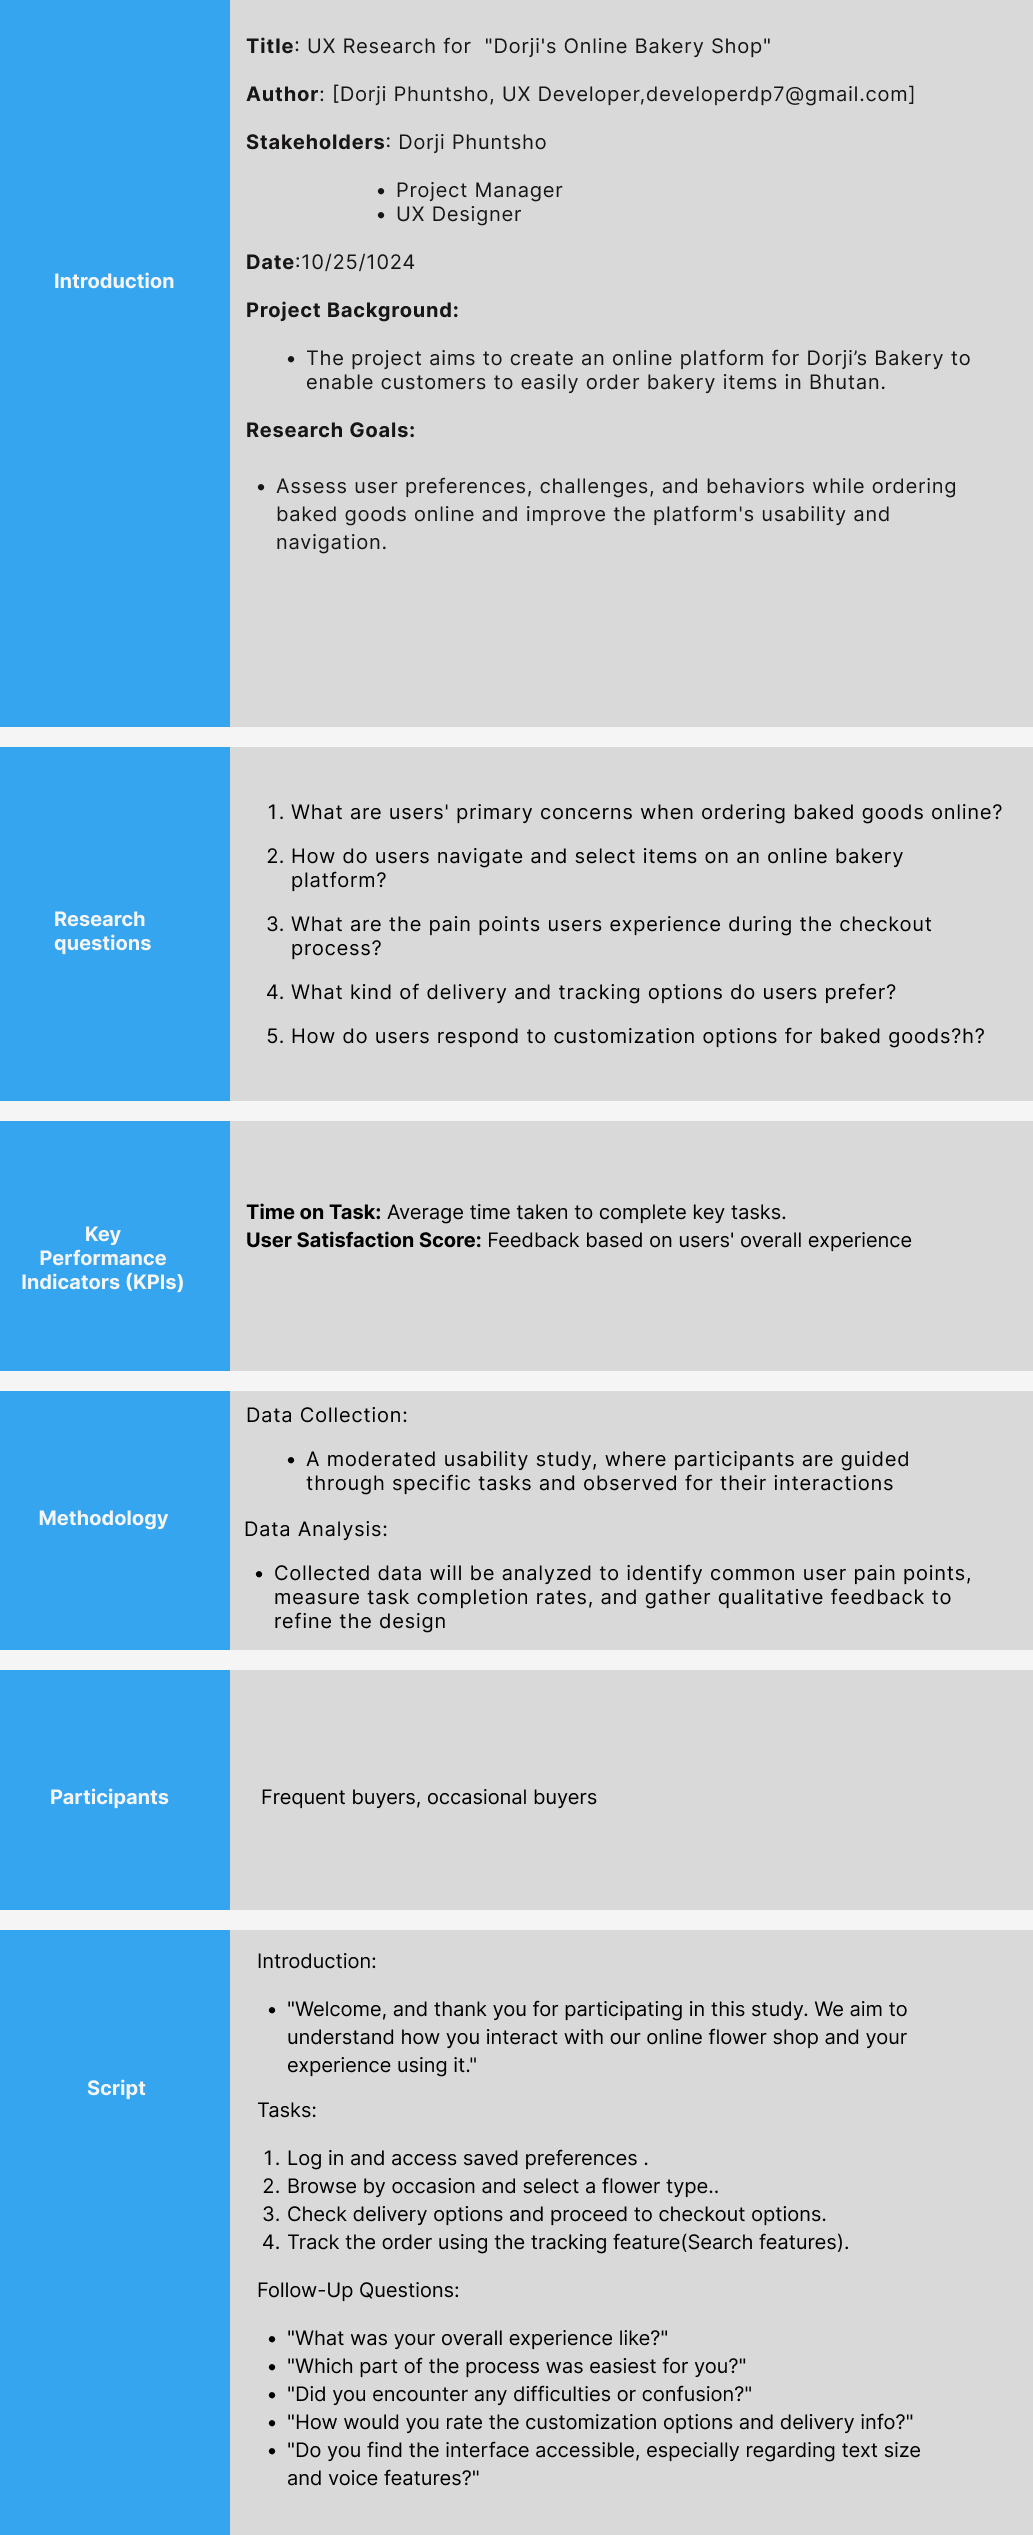 Introduction
Title: UX Research for  "Dorji's Online Bakery Shop"
Author: [Dorji Phuntsho, UX Developer,developerdp7@gmail.com]
Stakeholders: Dorji Phuntsho
• Project Manager
• UX Designer
Date:10/25/1024
Project Background:
• The project aims to create an online platform for Dorji’s Bakery to
enable customers to easily order bakery items in Bhutan.
Research Goals:
• Assess user preferences, challenges, and behaviors while ordering
baked goods online and improve the platform's usability and
navigation.
Research
questions
1. What are users' primary concerns when ordering baked goods online?
2. How do users navigate and select items on an online bakery
platform?
3. What are the pain points users experience during the checkout
process?
4. What kind of delivery and tracking options do users prefer?
5. How do users respond to customization options for baked goods?h?
Key
Performance
Indicators (KPIs)
Time on Task: Average time taken to complete key tasks.
User Satisfaction Score: Feedback based on users' overall experience
Methodology
Data Collection:
• A moderated usability study, where participants are guided
through specific tasks and observed for their interactions
Data Analysis:
• Collected data will be analyzed to identify common user pain points,
measure task completion rates, and gather qualitative feedback to
refine the design
Participants
Frequent buyers, occasional buyers
Script
Introduction:
• "Welcome, and thank you for participating in this study. We aim to
understand how you interact with our online flower shop and your
experience using it."
Tasks:
1. Log in and access saved preferences .
2. Browse by occasion and select a flower type..
3. Check delivery options and proceed to checkout options.
4. Track the order using the tracking feature(Search features).
Follow-Up Questions:
• "What was your overall experience like?"
• "Which part of the process was easiest for you?"
• "Did you encounter any difficulties or confusion?"
• "How would you rate the customization options and delivery info?"
• "Do you find the interface accessible, especially regarding text size
and voice features?"